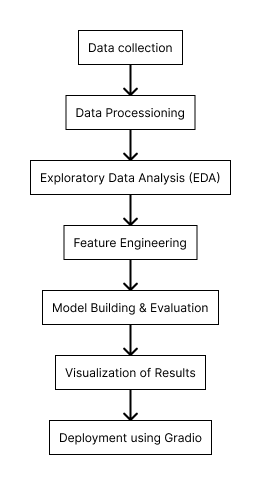 Data collection
Data Processioning
Exploratory Data Analysis (EDA)
Feature Engineering
Model Building & Evaluation
Visualization of Results
Deployment using Gradio